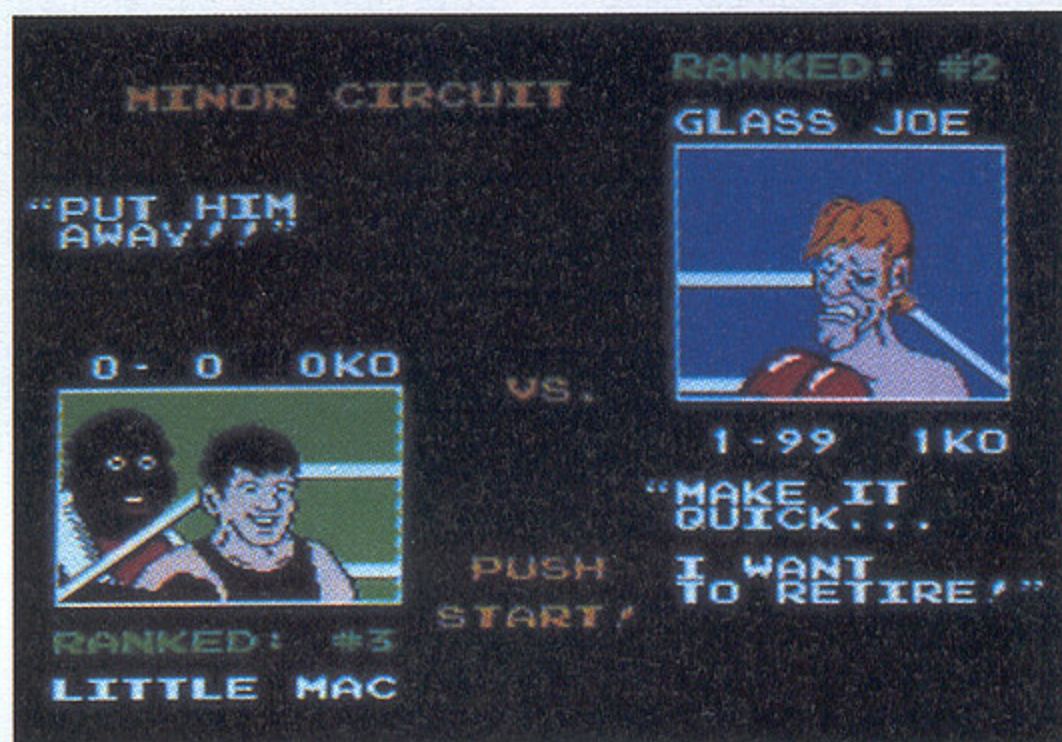 MINOR CIRCUIT
RANKED: #2
GLASS JOE
"PUT HIM
AWAY!!"
0- 0 0KO
VS.
1-99 1KO
"MAKE IT
QUICK...
I WANT
TO RETIRE!"
PUSH
START!
RANKED: #3
LITTLE MAC